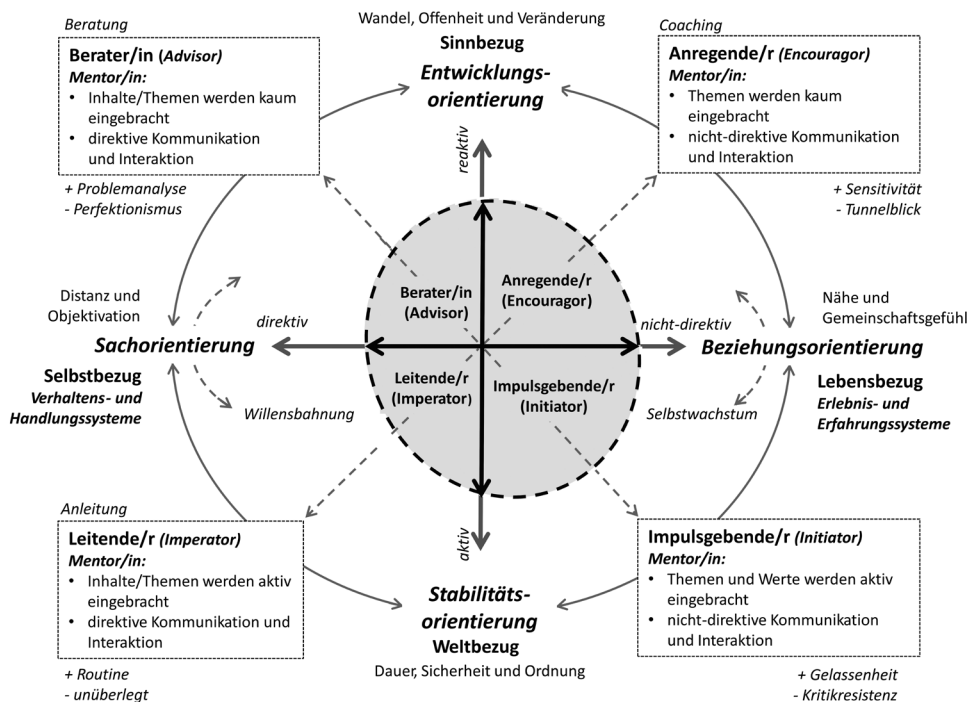 Wandel, Offenheit und Veränderung
Sinnbezug
Entwicklungs-
orientierung
Beratung
Berater/in (Advisor)
Mentor/in:
• Inhalte/Themen werden kaum
eingebracht
• direktive Kommunikation
und Interaktion
+ Problemanalyse
- Perfektionismus
Coaching
Anregende/r (Encouragor)
Mentor/in:
• Themen werden kaum
eingebracht
• nicht-direktive Kommunikation
und Interaktion
+ Sensitivität
- Tunnelblick
reaktiv
Berater/in
(Advisor)
Anregende/r
(Encouragor)
Distanz und
Objektivation
direktiv
Sachorientierung
Selbstbezug
Verhaltens- und
Handlungssysteme
Willensbahnung
nicht-direktiv
Nähe und
Gemeinschaftsgefühl
Beziehungsorientierung
Lebensbezug
Erlebnis- und
Erfahrungssysteme
Selbstwachstum
Leitende/r
(Imperator)
Impulsgebende/r
(Initiator)
aktiv
Anleitung
Leitende/r (Imperator)
Mentor/in:
• Inhalte/Themen werden aktiv
eingebracht
• direktive Kommunikation und
Interaktion
+ Routine
- unüberlegt
Stabilitäts-
orientierung
Weltbezug
Dauer, Sicherheit und Ordnung
Impulsgebende/r (Initiator)
Mentor/in:
• Themen und Werte werden aktiv
eingebracht
• nicht-direktive Kommunikation
und Interaktion
+ Gelassenheit
- Kritikresistenz